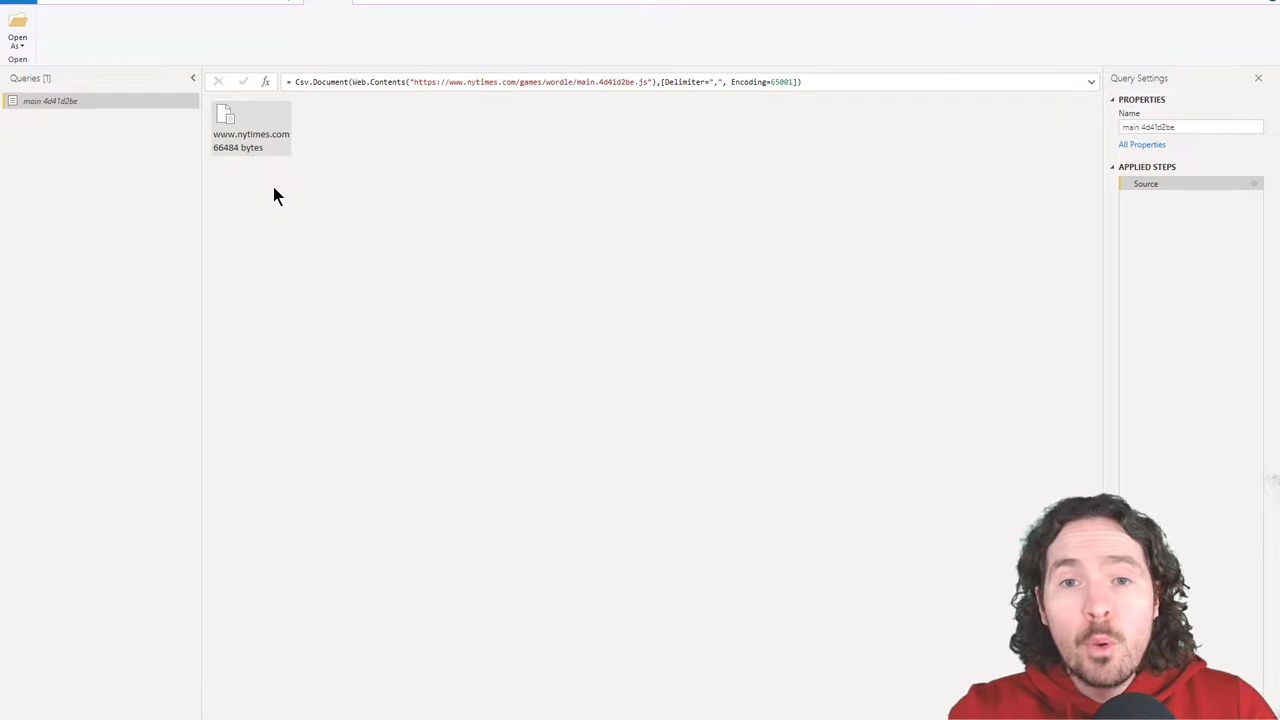 Open
As
Open
Queries [1]
main 4d41d2be
= Csv.Document(Web.Contents("https://www.nytimes.com/games/wordle/main.4d41d2be.js"),[Delimiter=",", Encoding=65001])
www.nytimes.com
66484 bytes
Query Settings
PROPERTIES
Name
main 4d41d2be
All Properties
APPLIED STEPS
Source